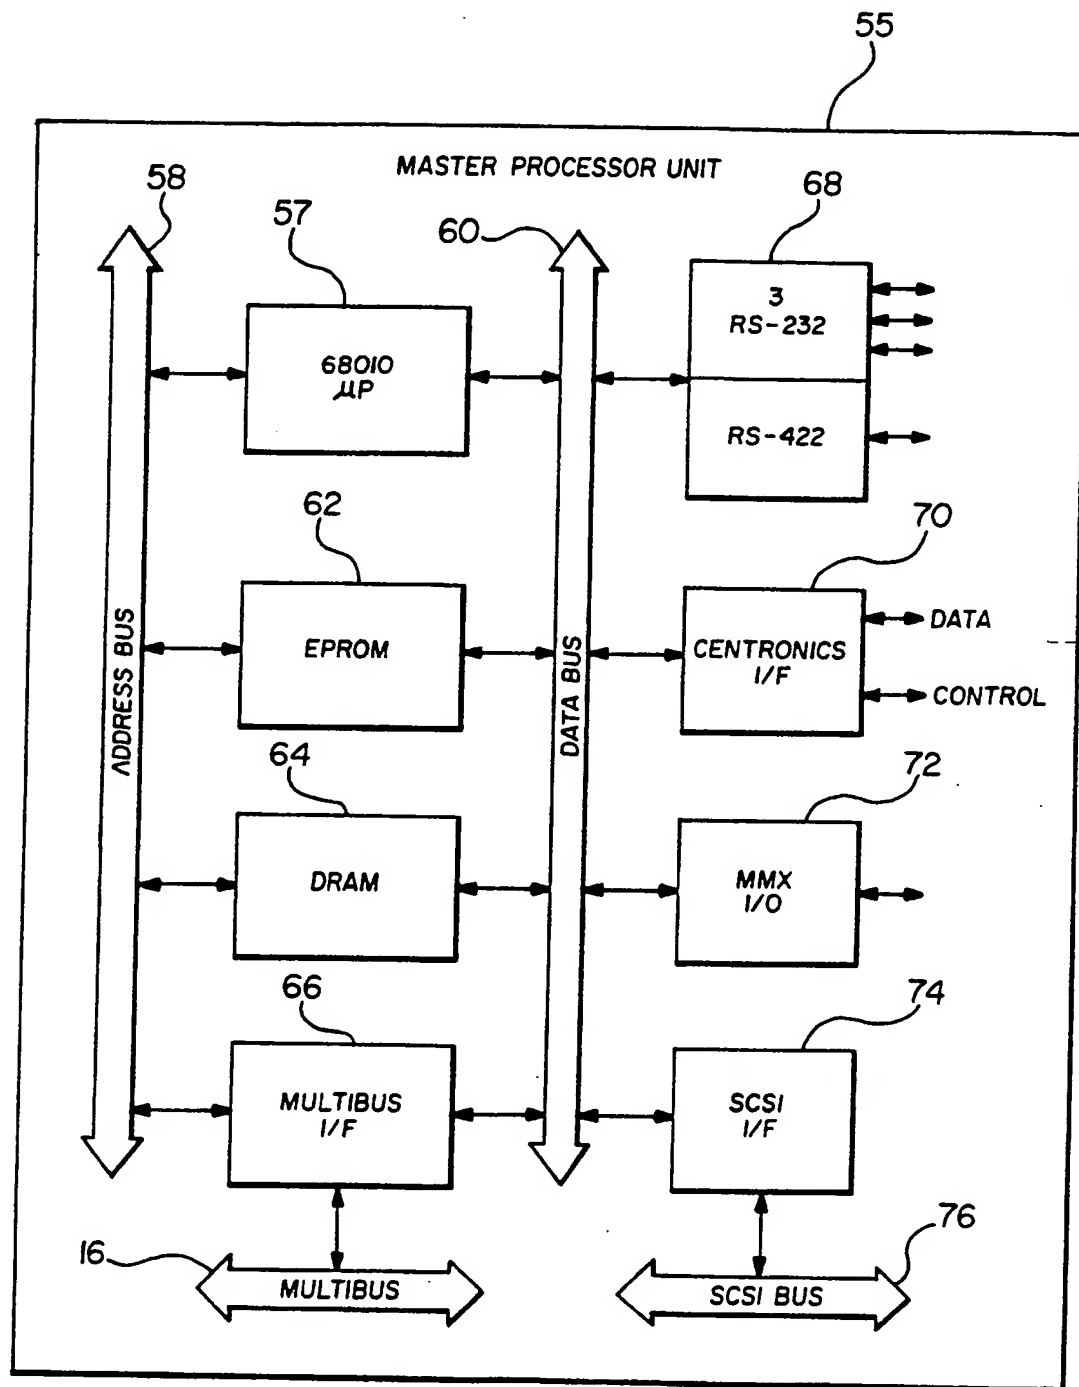 55
MASTER PROCESSOR UNIT
58
57
60
68
68010
μP
3
RS-232
RS-422
62
70
ADDRESS BUS
EPROM
DATA BUS
CENTRONICS
I/F
DATA
CONTROL
64
72
DRAM
MMX
I/O
66
74
MULTIBUS
I/F
SCSI
I/F
16
MULTIBUS
76
SCSI BUS